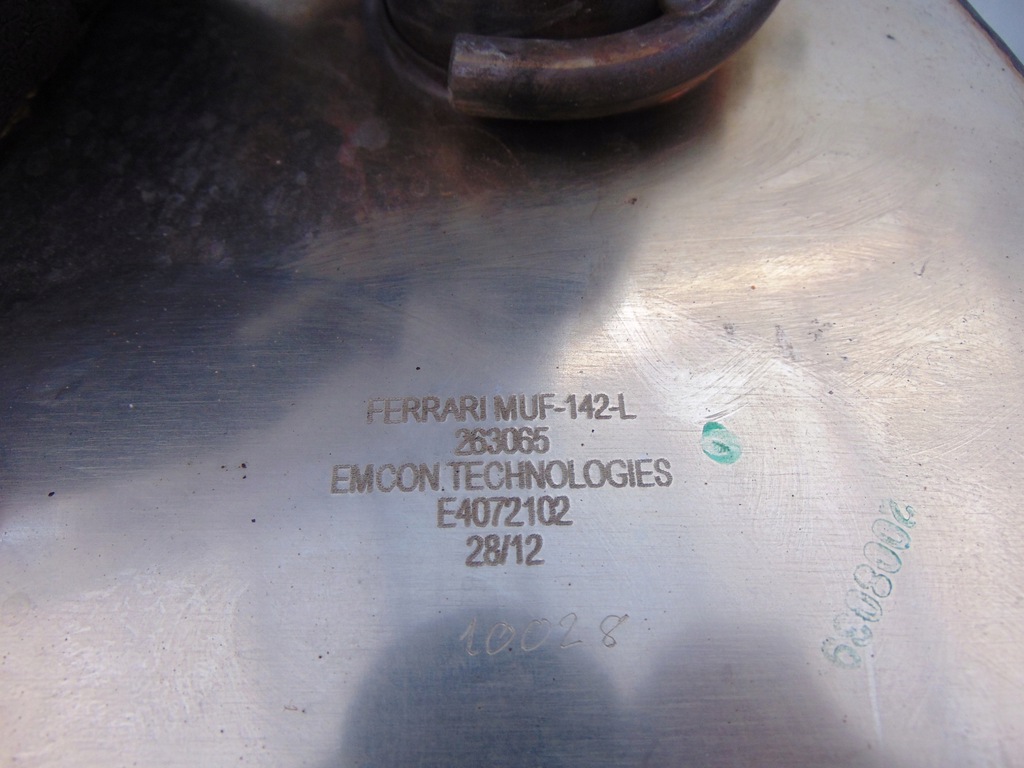 FERRARI MUF-142-L
263065
EMCON.TECHNOLOGIES
E4072102
28/12
10028